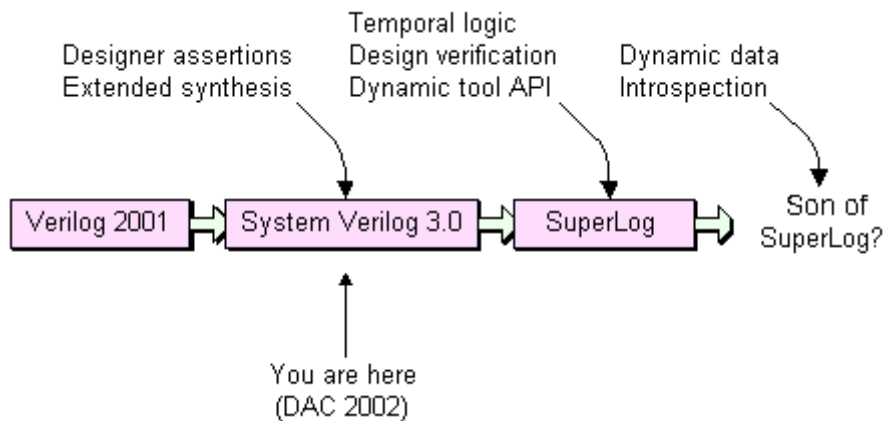 Temporal logic
Designer assertions
Design verification
Dynamic data
Extended synthesis
Dynamic tool API
Introspection
Verilog 2001
System Verilog 3.0
SuperLog
Son of
SuperLog?
You are here
(DAC 2002)